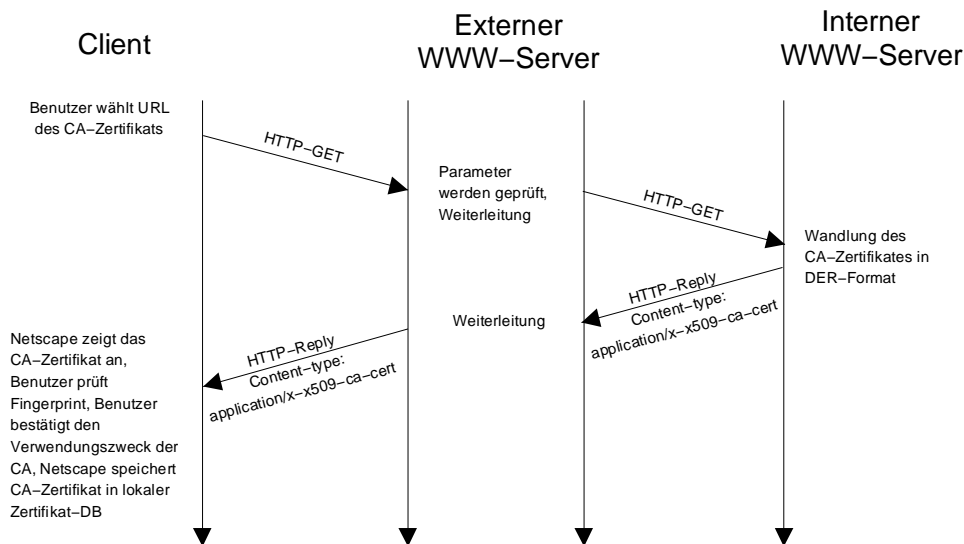 Client
Externer
WWW–Server
Interner
WWW–Server
Benutzer wählt URL
des CA–Zertifikats
HTTP–GET
Parameter
werden geprüft,
Weiterleitung
HTTP–GET
Wandlung des
CA–Zertifikates in
DER–Format
HTTP–Reply
Content–type:
application/x–x509–ca–cert
Weiterleitung
HTTP–Reply
Content–type:
application/x–x509–ca–cert
Netscape zeigt das
CA–Zertifikat an,
Benutzer prüft
Fingerprint, Benutzer
bestätigt den
Verwendungszweck der
CA, Netscape speichert
CA–Zertifikat in lokaler
Zertifikat–DB